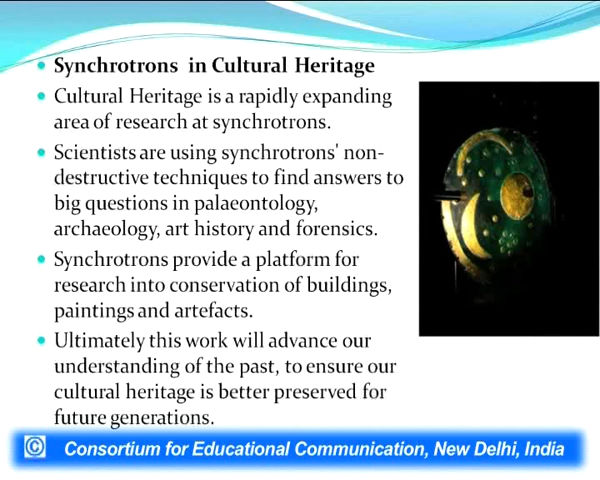 Synchrotrons in Cultural Heritage
Cultural Heritage is a rapidly expanding
area of research at synchrotrons.
Scientists are using synchrotrons' non-
destructive techniques to find answers to
big questions in palaeontology,
archaeology, art history and forensics.
Synchrotrons provide a platform for
research into conservation of buildings,
paintings and artefacts.
Ultimately this work will advance our
understanding of the past, to ensure our
cultural heritage is better preserved for
future generations.
© Consortium for Educational Communication, New Delhi, India